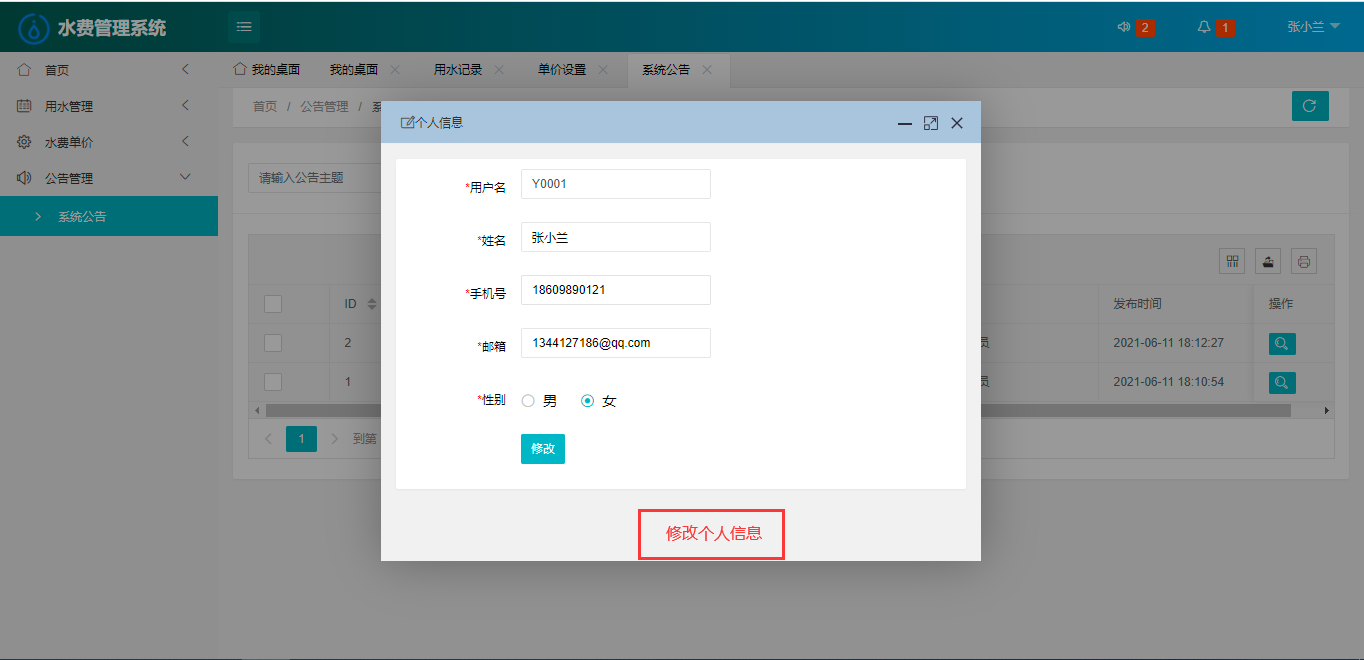 水费管理系统
2
1
张小兰
首页
用水管理
水费单价
公告管理
系统公告
我的桌面
我的桌面
用水记录
单价设置
系统公告
首页 / 公告管理 /
请输入公告主题
ID
发布时间
操作
2
员
2021-06-11 18:12:27
1
员
2021-06-11 18:10:54
1
到第
个人信息
*用户名
Y0001
*姓名
张小兰
*手机号
18609890121
*邮箱
1344127186@qq.com
*性别
男
女
修改
修改个人信息